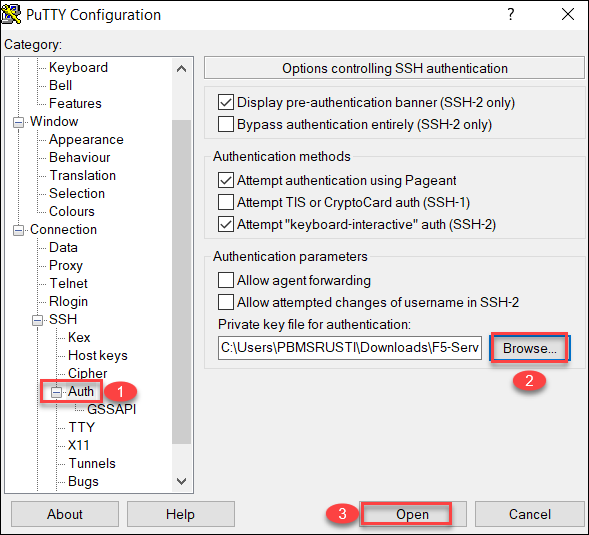 PuTTY Configuration
? ×
Category:
Keyboard
Bell
Features
Window
Appearance
Behaviour
Translation
Selection
Colours
Connection
Data
Proxy
Telnet
Rlogin
SSH
Kex
Host keys
Cipher
Auth 1
GSSAPI
TTY
X11
Tunnels
Bugs
Options controlling SSH authentication
Display pre-authentication banner (SSH-2 only)
Bypass authentication entirely (SSH-2 only)
Authentication methods
Attempt authentication using Pageant
Attempt TIS or CryptoCard auth (SSH-1)
Attempt "keyboard-interactive" auth (SSH-2)
Authentication parameters
Allow agent forwarding
Allow attempted changes of username in SSH-2
Private key file for authentication:
C:\Users\PBMSRUSTI\Downloads\F5-Serv Browse...
2
About Help 3 Open Cancel